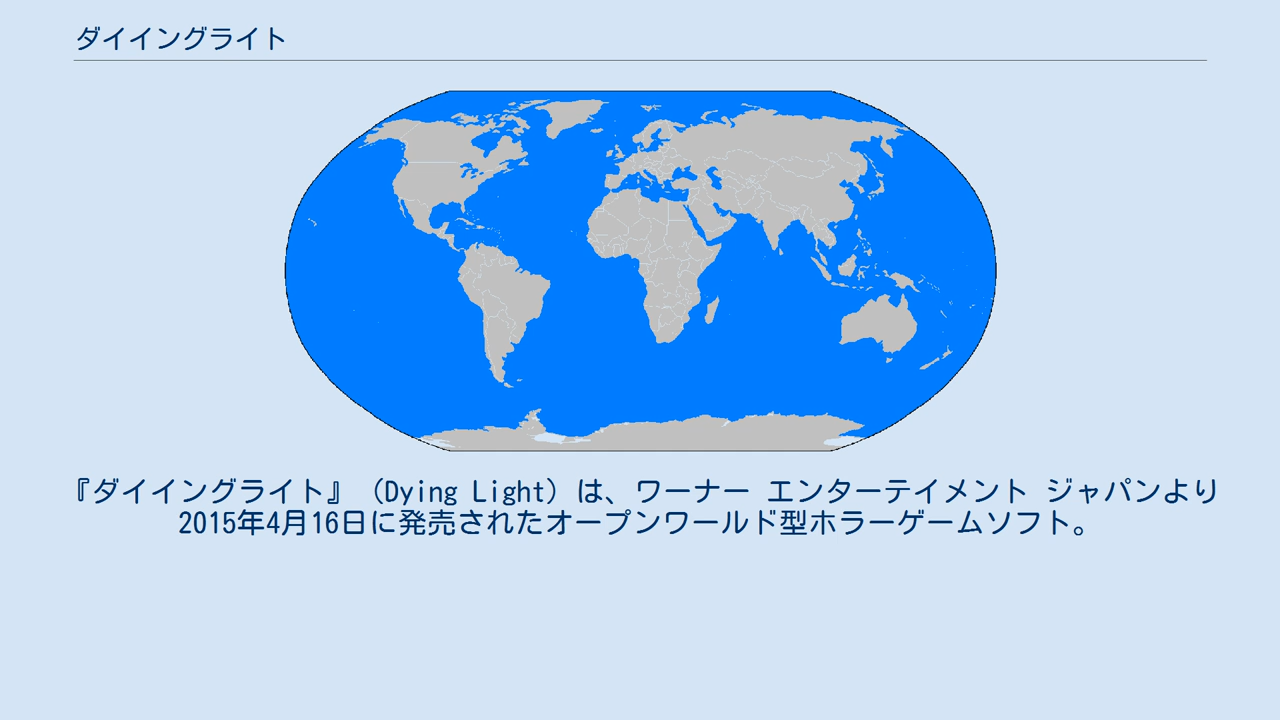 ダイイングライト
『ダイイングライト』（Dying Light）は、ワーナー エンターテイメント ジャパンより
2015年4月16日に発売されたオープンワールド型ホラーゲームソフト。